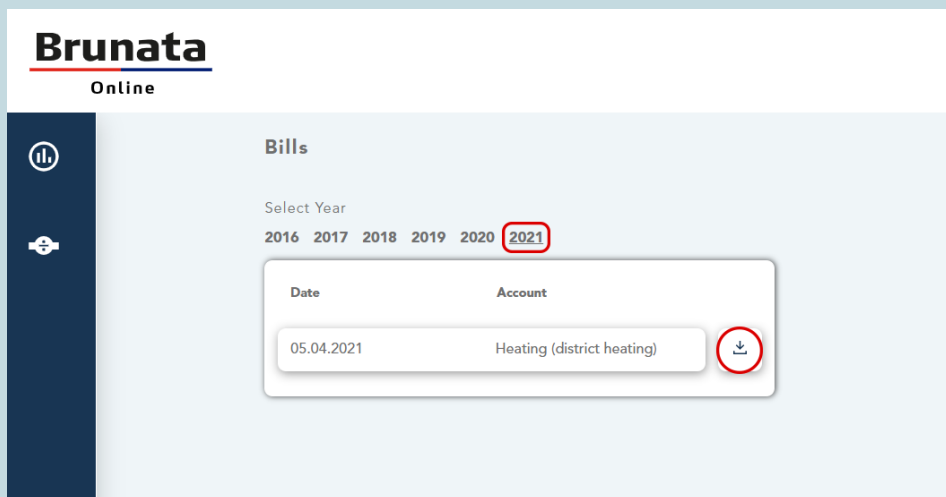 Brunata
Online
Bills
Select Year
2016 2017 2018 2019 2020 2021
Date Account
05.04.2021 Heating (district heating)